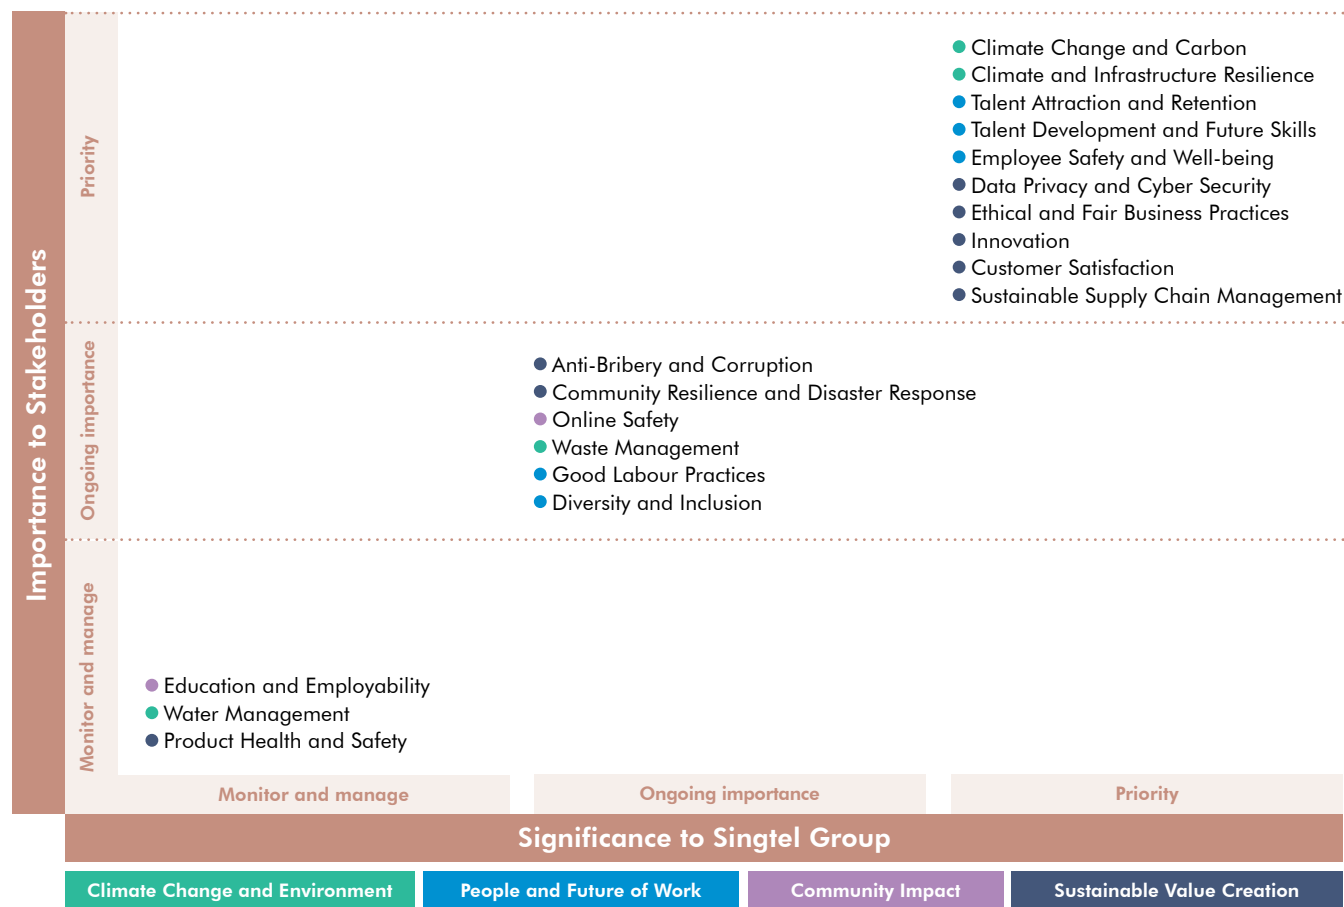 Importance to Stakeholders
Priority
Climate Change and Carbon
Climate and Infrastructure Resilience
Talent Attraction and Retention
Talent Development and Future Skills
Employee Safety and Well-being
Data Privacy and Cyber Security
Ethical and Fair Business Practices
Innovation
Customer Satisfaction
Sustainable Supply Chain Management
Ongoing importance
Anti-Bribery and Corruption
Community Resilience and Disaster Response
Online Safety
Waste Management
Good Labour Practices
Diversity and Inclusion
Monitor and manage
Education and Employability
Water Management
Product Health and Safety
Monitor and manage
Ongoing importance
Priority
Significance to Singtel Group
Climate Change and Environment
People and Future of Work
Community Impact
Sustainable Value Creation